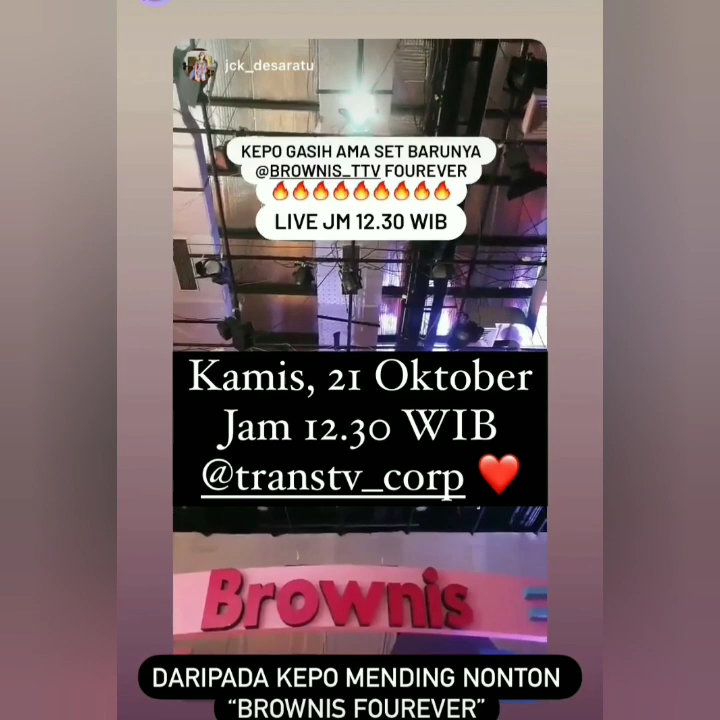 jck_desaratu
KEPO GASIH AMA SET BARUNYA
@BROWNIS_TTV FOUREVER
🔥🔥🔥🔥🔥🔥🔥🔥🔥
LIVE JM 12.30 WIB
Kamis, 21 Oktober
Jam 12.30 WIB
@transtv_corp ❤️
Brownis
DARIPADA KEPO MENDING NONTON
“BROWNIS FOUREVER”